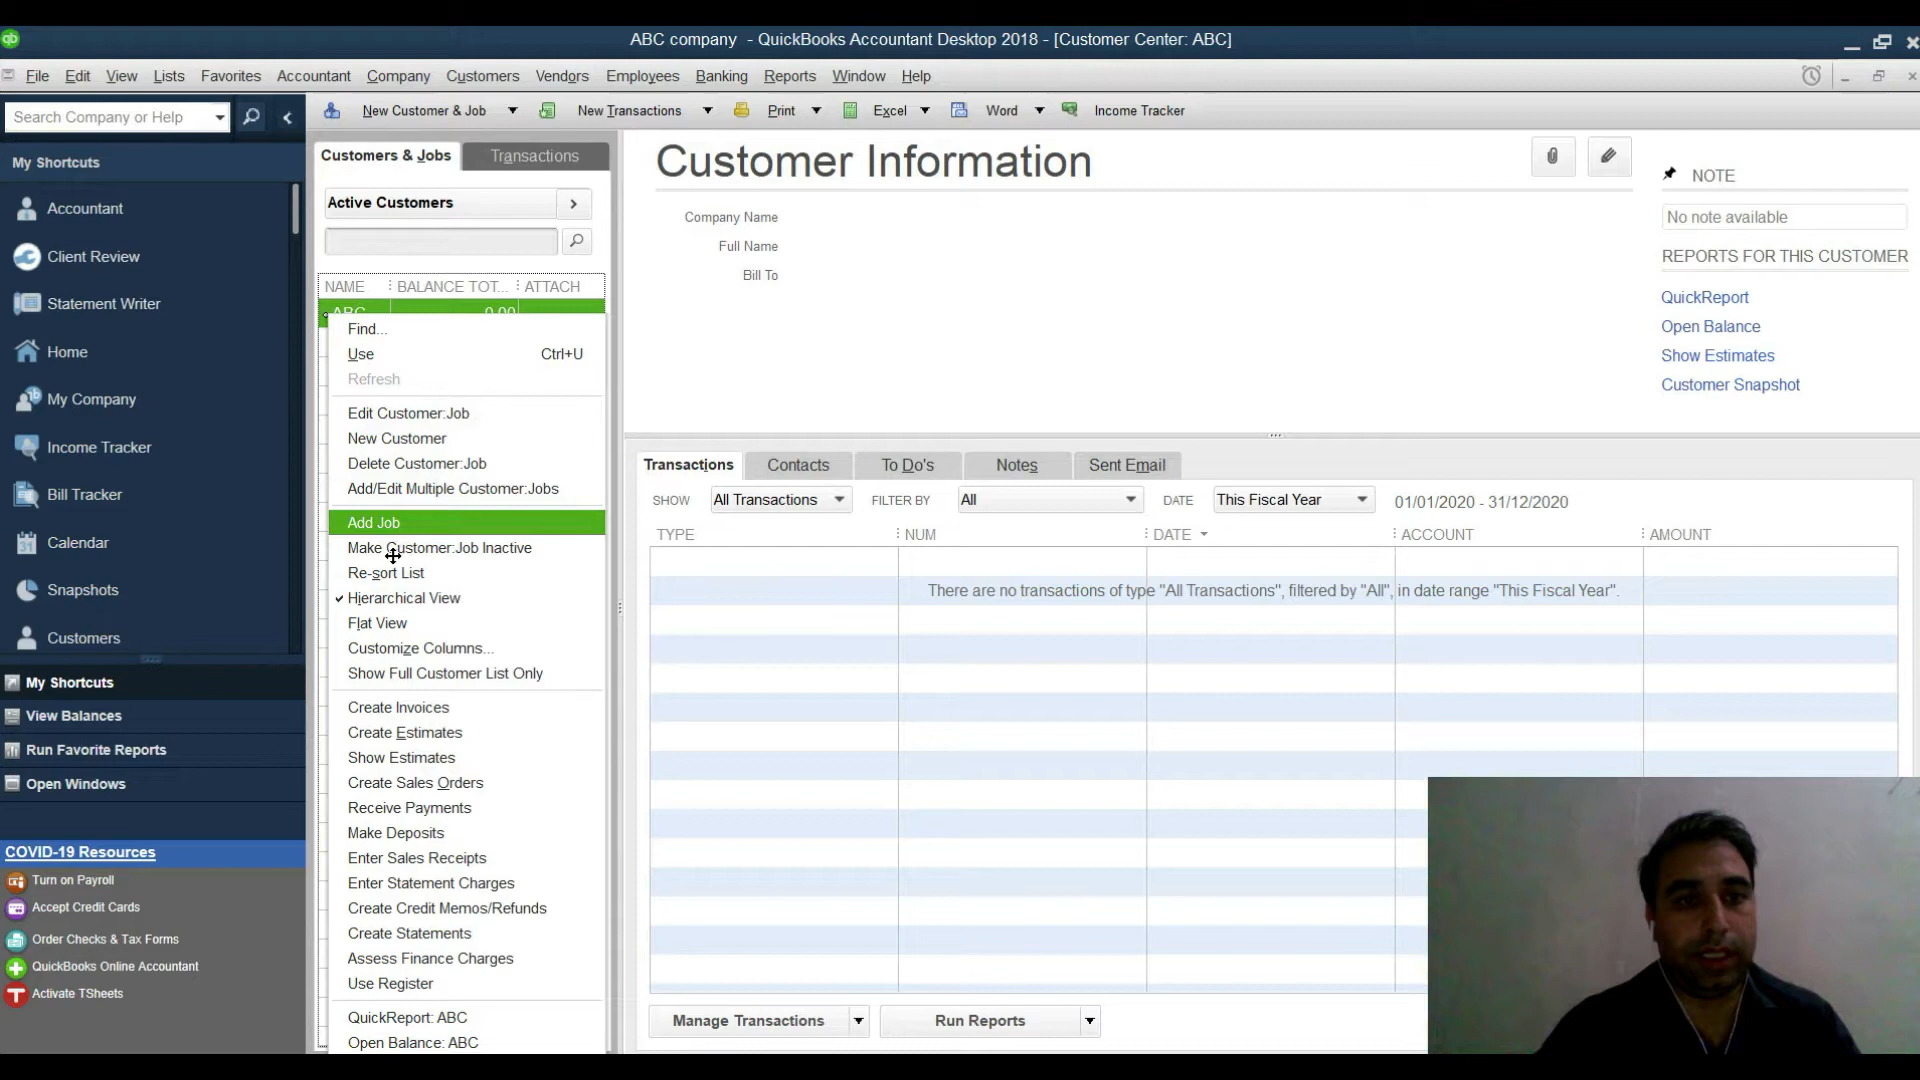 ABC company - QuickBooks Accountant Desktop 2018 - [Customer Center: ABC]
File Edit View Lists Favorites Accountant Company Customers Vendors Employees Banking Reports Window Help
Search Company or Help
New Customer & Job New Transactions Print Excel Word Income Tracker
My Shortcuts
Accountant
Client Review
Statement Writer
Home
My Company
Income Tracker
Bill Tracker
Calendar
Snapshots
Customers
My Shortcuts
View Balances
Run Favorite Reports
Open Windows
COVID-19 Resources
Turn on Payroll
Accept Credit Cards
Order Checks & Tax Forms
QuickBooks Online Accountant
Activate TSheets
Customers & Jobs Transactions
Active Customers
NAME BALANCE TOT... ATTACH
ABC 0.00
Find...
Use Ctrl+U
Refresh
Edit Customer:Job
New Customer
Delete Customer:Job
Add/Edit Multiple Customer:Jobs
Add Job
Make Customer:Job Inactive
Re-sort List
Hierarchical View
Flat View
Customize Columns...
Show Full Customer List Only
Create Invoices
Create Estimates
Show Estimates
Create Sales Orders
Receive Payments
Make Deposits
Enter Sales Receipts
Enter Statement Charges
Create Credit Memos/Refunds
Create Statements
Assess Finance Charges
Use Register
QuickReport: ABC
Open Balance: ABC
Customer Information
Company Name
Full Name
Bill To
NOTE
No note available
REPORTS FOR THIS CUSTOMER
QuickReport
Open Balance
Show Estimates
Customer Snapshot
Transactions Contacts To Do's Notes Sent Email
SHOW All Transactions FILTER BY All DATE This Fiscal Year 01/01/2020 - 31/12/2020
TYPE NUM DATE ACCOUNT AMOUNT
There are no transactions of type "All Transactions", filtered by "All", in date range "This Fiscal Year".
Manage Transactions Run Reports